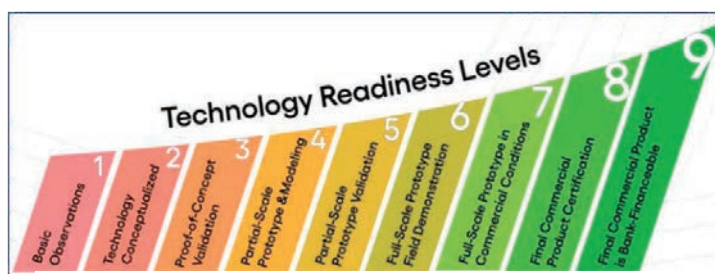 Technology Readiness Levels
1
Basic
Observations
2
Technology
Conceptualized
3
Proof-of-Concept
Validation
4
Partial-Scale
Prototype & Modeling
5
Partial-Scale
Prototype Validation
6
Full-Scale Prototype
Field Demonstration
7
Full-Scale Prototype in
Commercial Conditions
8
Final Commercial
Product Certification
9
Final Commercial Product
is Bank-Financeable